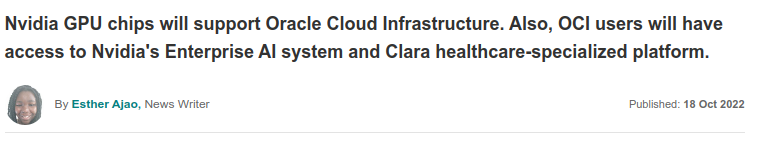 Nvidia GPU chips will support Oracle Cloud Infrastructure. Also, OCI users will have
access to Nvidia's Enterprise AI system and Clara healthcare-specialized platform.
By Esther Ajao, News Writer
Published: 18 Oct 2022